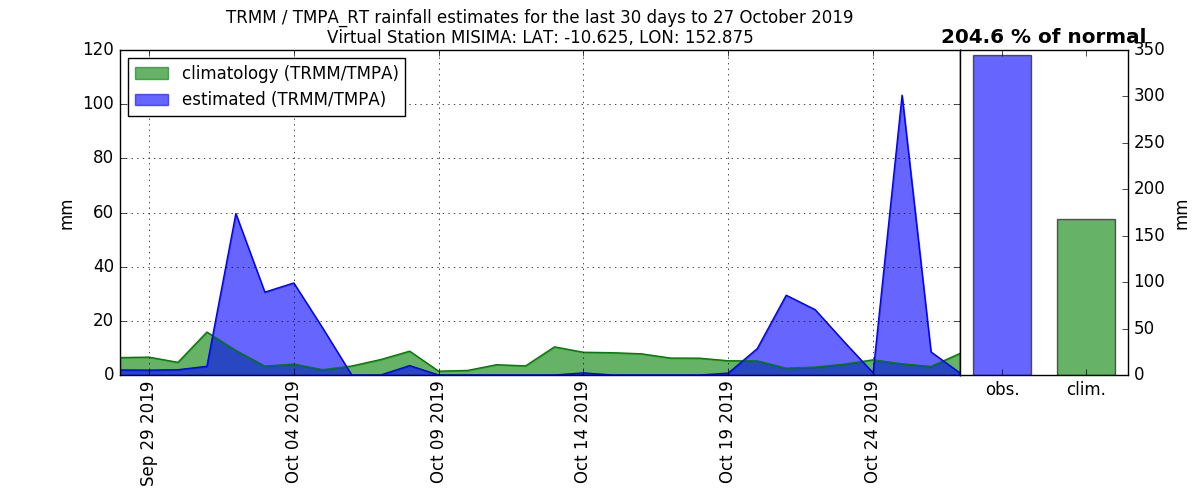 TRMM / TMPA_RT rainfall estimates for the last 30 days to 27 October 2019
Virtual Station MISIMA: LAT: -10.625, LON: 152.875
204.6 % of normal
climatology (TRMM/TMPA)
estimated (TRMM/TMPA)
120
100
80
60
40
20
0
mm
Sep 29 2019
Oct 04 2019
Oct 09 2019
Oct 14 2019
Oct 19 2019
Oct 24 2019
350
300
250
200
150
100
50
0
mm
obs.
clim.